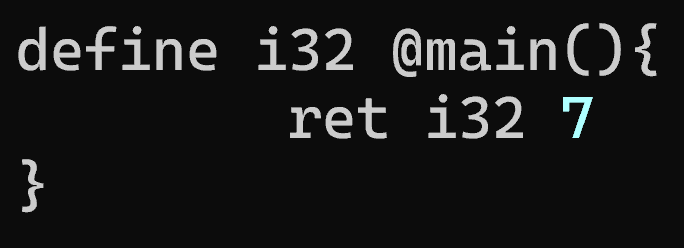 define i32 @main(){
        ret i32 7
}